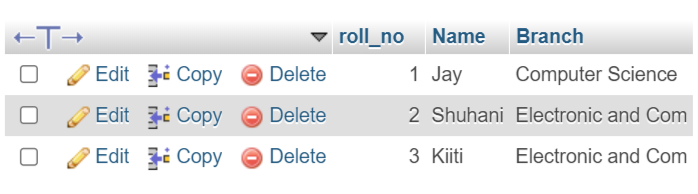 roll_no Name Branch
Edit Copy Delete 1 Jay Computer Science
Edit Copy Delete 2 Shuhani Electronic and Com
Edit Copy Delete 3 Kiiti Electronic and Com